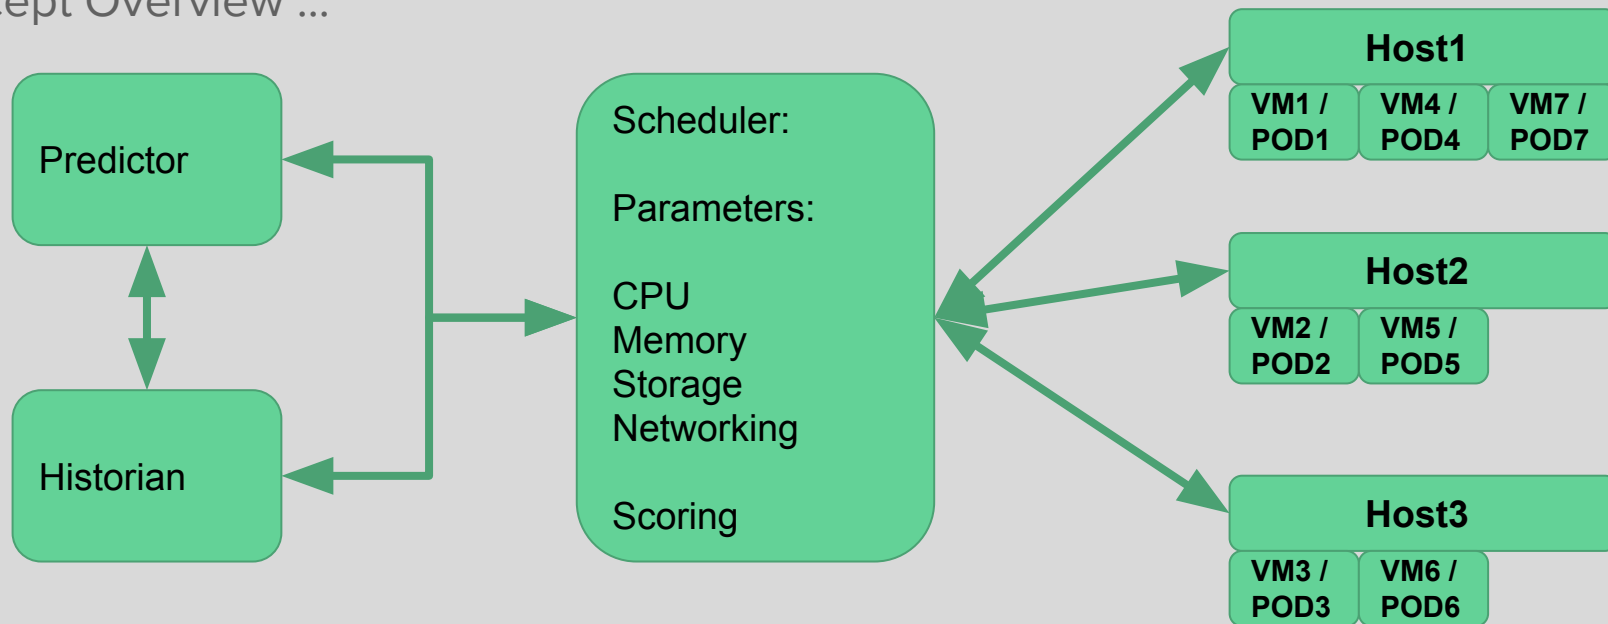 Overview ...
Predictor
Historian
Scheduler:
Parameters:
CPU
Memory
Storage
Networking
Scoring
Host1
VM1 /
POD1
VM4 /
POD4
VM7 /
POD7
Host2
VM2 /
POD2
VM5 /
POD5
Host3
VM3 /
POD3
VM6 /
POD6